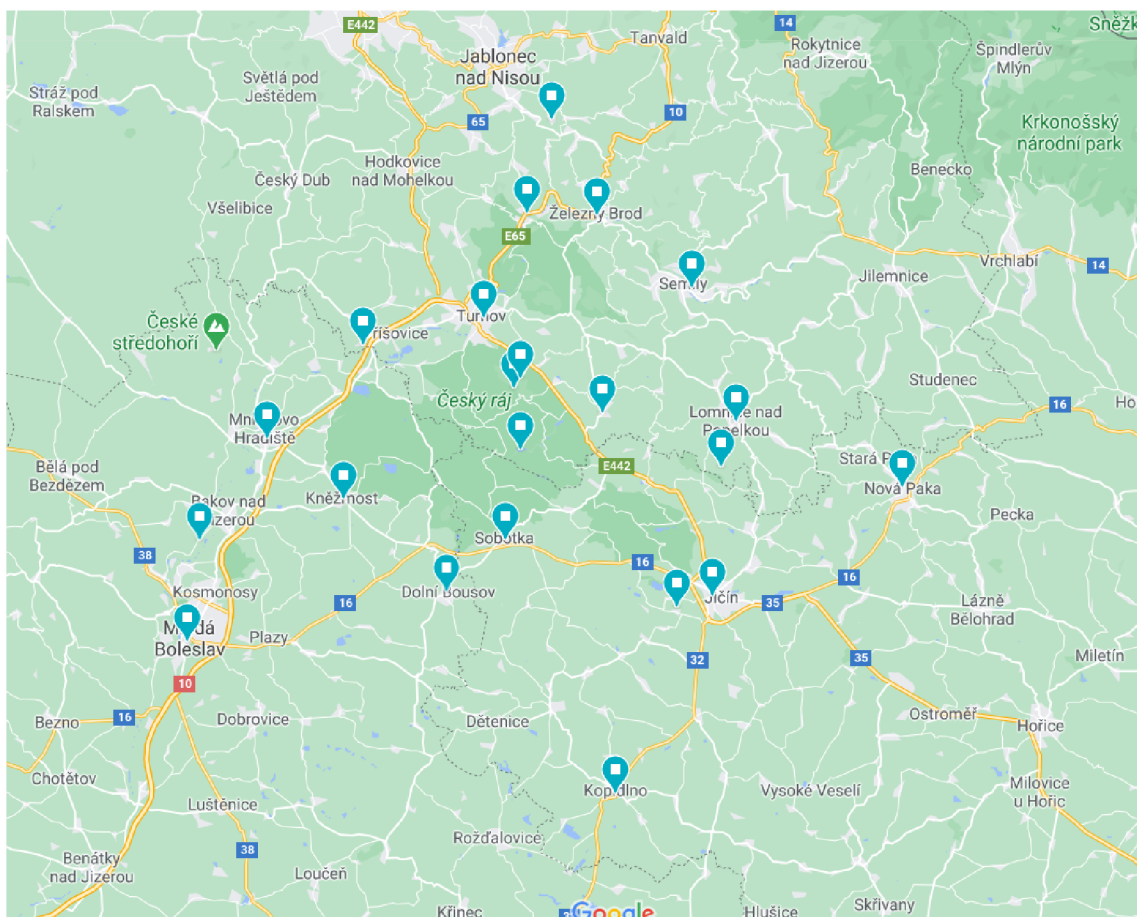 E442
14
Sněžk
Tanvald
Rokytnice
nad Jizerou
Špindlerův
Mlýn
Jablonec
nad Nisou
Světlá pod
Ještědem
Stráž pod
Ralskem
10
65
Krkonošský
národní park
Hodkovice
nad Mohelkou
Český Dub
Benecko
Všelibice
Železný Brod
E65
Vrchlabí
14
Semily
Jilemnice
Turnov
České
středohoří
Český ráj
Studenec
16
Ho
Lomnice nad
Mnichovo
Hradiště
Bělá pod
Bezdězem
E442
Nová Paka
Kněžmost
Bakov nad
Pecka
38
Sobotka
16
Dolní Bousov
16
Kosmonosy
16
35
Jičín
Lázně
Bělohrad
Mladá
Boleslav
Plazy
32
35
Miletín
10
Bezno
16
Dobrovice
Dětenice
Ostroměř
Hořice
Chotětov
Luštěnice
Kopidlno
Vysoké Veselí
Milovice
u Hořic
Rožďalovice
38
Benátky
nad Jizerou
Loučeň
Křinec
Google
Hlušice
Skřivany